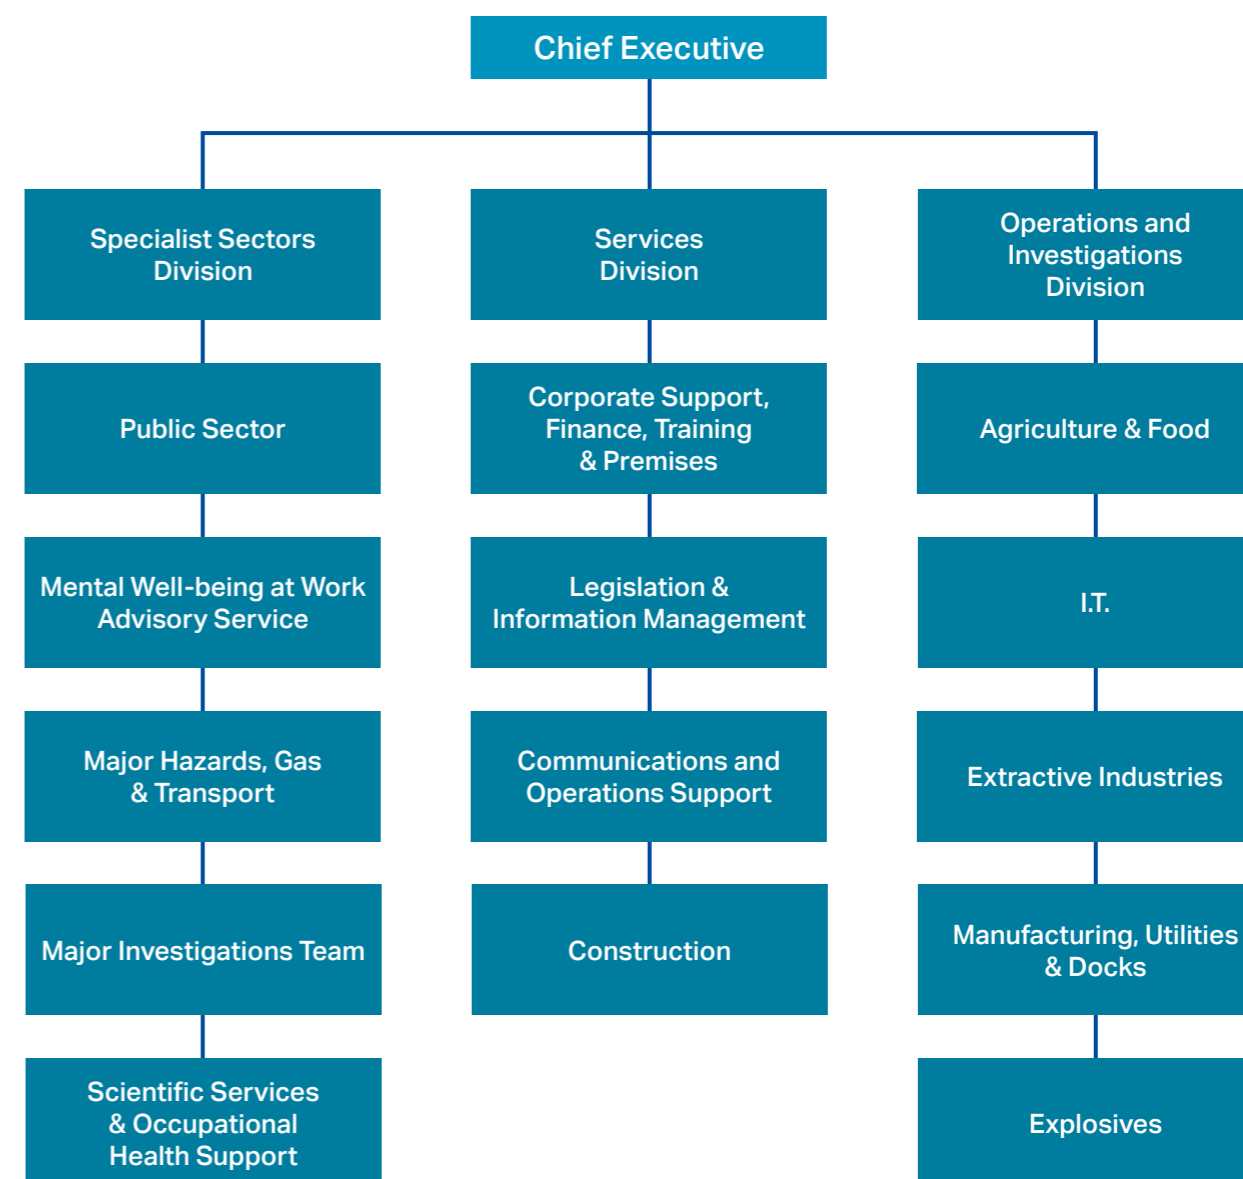 Chief Executive
Specialist Sectors
Division
Services
Division
Operations and
Investigations
Division
Public Sector
Corporate Support,
Finance, Training
& Premises
Agriculture & Food
Mental Well-being at Work
Advisory Service
Legislation &
Information Management
I.T.
Major Hazards, Gas
& Transport
Communications and
Operations Support
Extractive Industries
Major Investigations Team
Construction
Manufacturing, Utilities
& Docks
Scientific Services
& Occupational
Health Support
Explosives